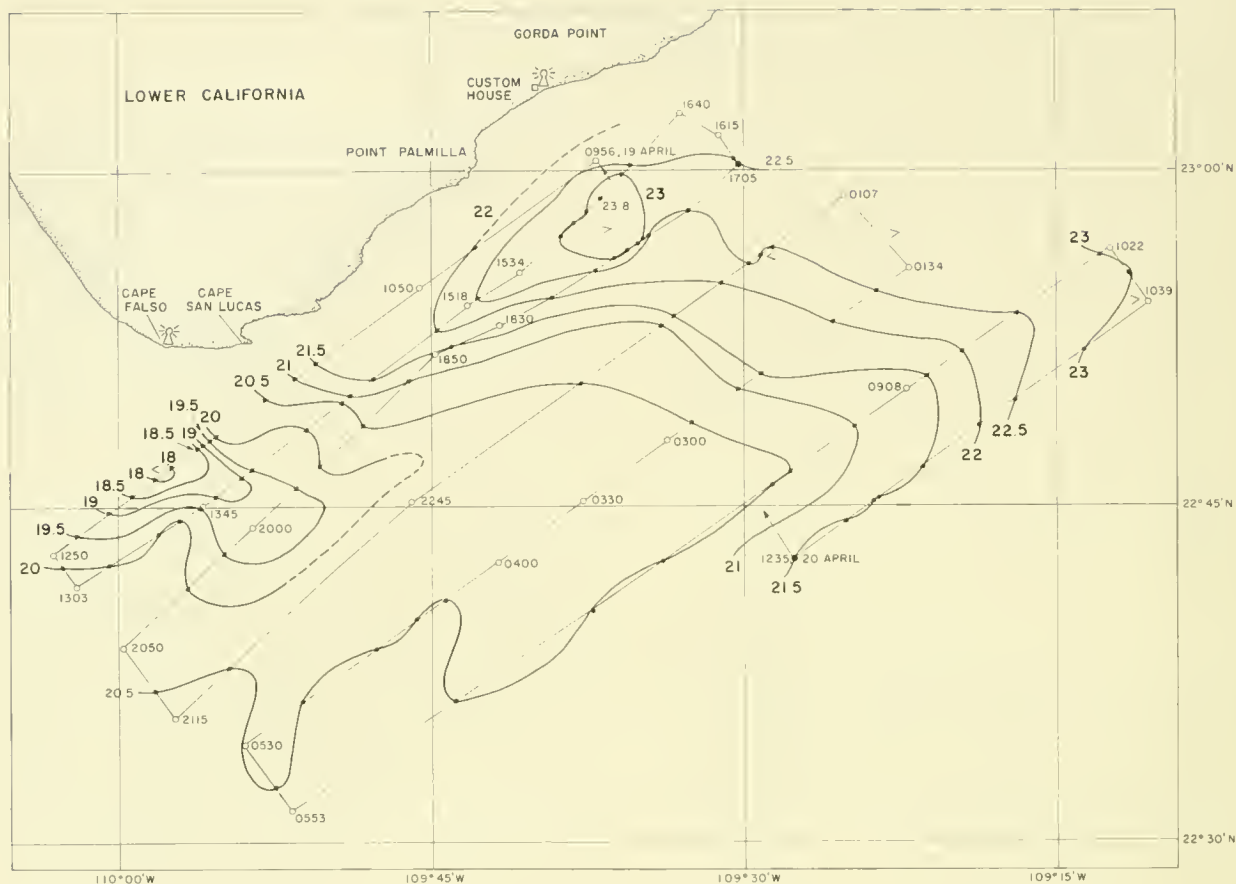 GORDA POINT
LOWER CALIFORNIA
CUSTOM
HOUSE
1640
1615
POINT PALMILLA
0956, 19 APRIL
22.5
23°00'N
1705
22
23.8
23
0107
1534
0134
23
1022
1050
1518
1039
CAPE
FALSO
CAPE
SAN LUCAS
1830
1850
21.5
21
23
20.5
0908
19.5
20
22.5
18.5
19
22
18
0300
18
18.5
2245
0330
22°45'N
19
1345
2000
19.5
1250
20
0400
1235
20 APRIL
21
21.5
1303
2050
20.5
2115
0530
0553
22°30'N
110°00'W
109°45'W
109°30'W
109°15'W